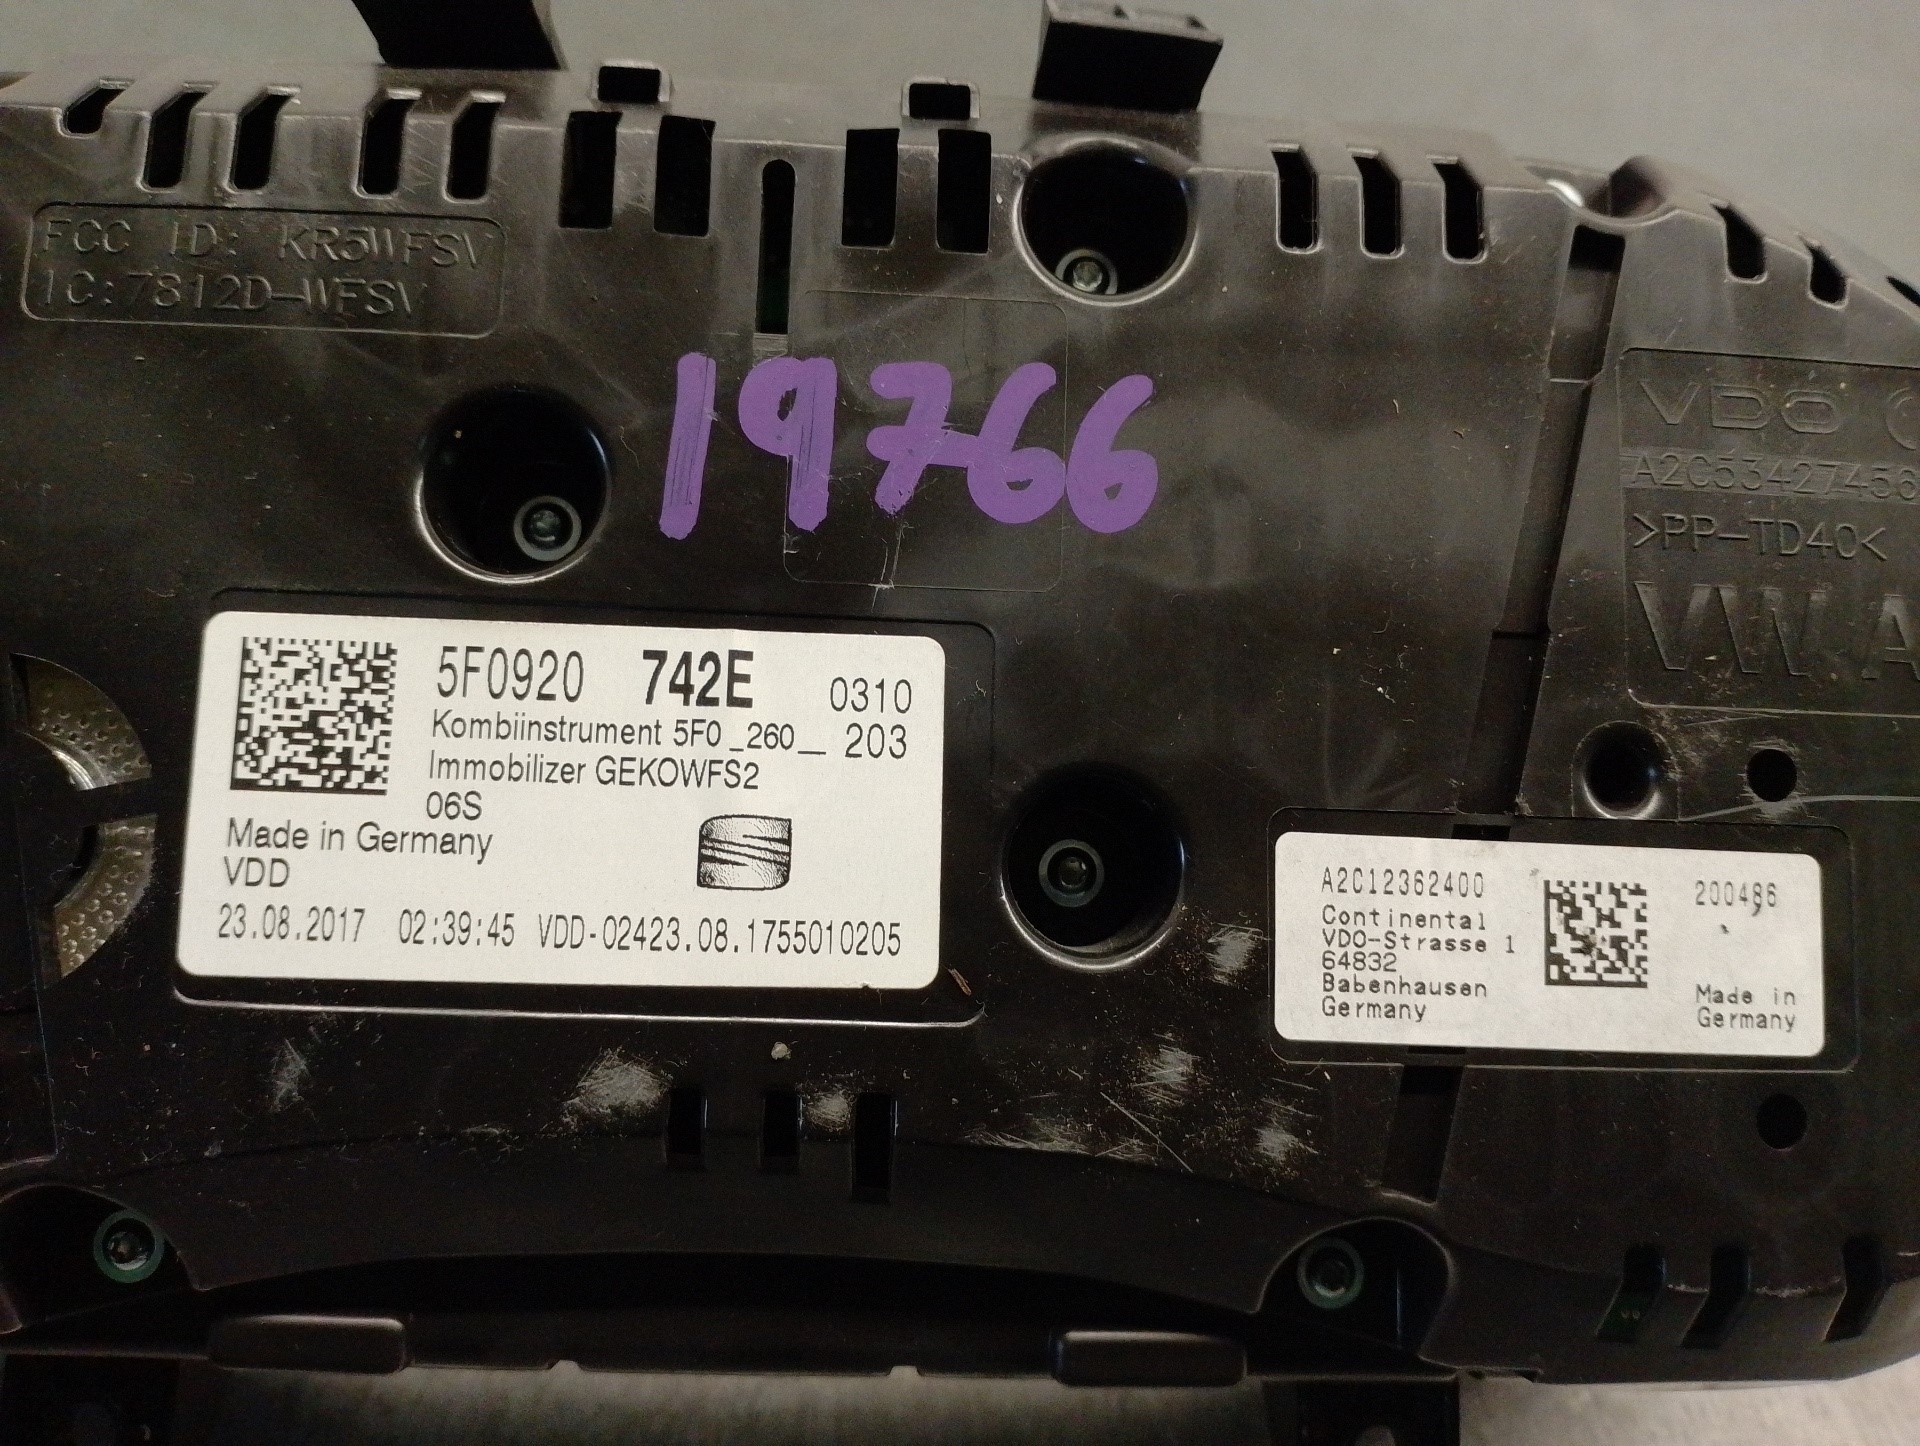 FCC ID: KR5WFSV
IC:7812D-WFSV
19766
VDO
A2C53427456
>PP-TD40<
VW A
5F0920 742E 0310
Kombiinstrument 5F0_260__ 203
Immobilizer GEKOWFS2
06S
Made in Germany
VDD
23.08.2017 02:39:45 VDD-02423.08.1755010205
A2C12362400 200486
Continental
VDO-Strasse 1
64832
Babenhausen
Germany
Made in
Germany